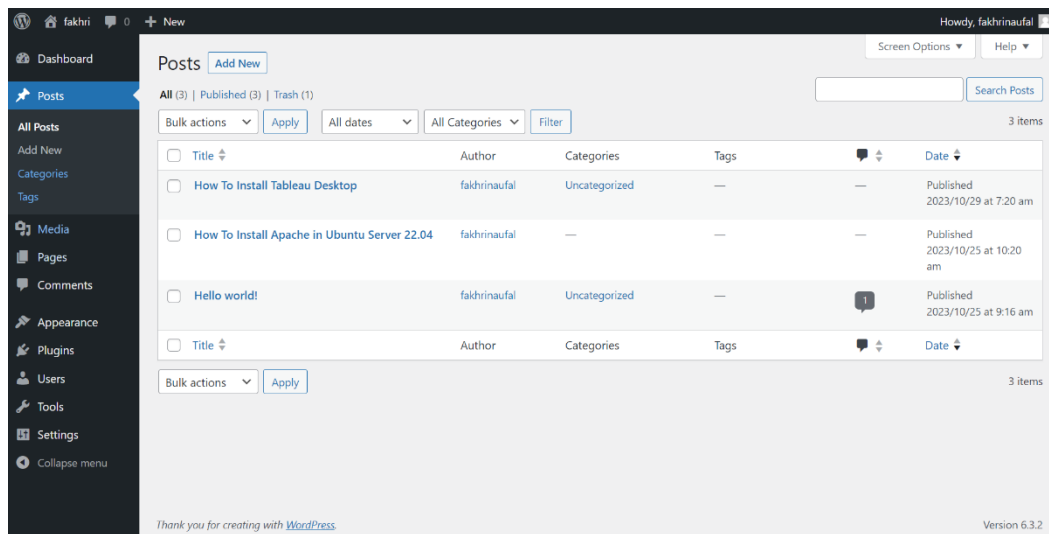 fakhri 0 + New Howdy, fakhrinaufal
Screen Options ▼ Help ▼
Dashboard
Posts
All Posts
Add New
Categories
Tags
Media
Pages
Comments
Appearance
Plugins
Users
Tools
Settings
Collapse menu
Posts Add New
All (3) | Published (3) | Trash (1)
Search Posts
Bulk actions Apply All dates All Categories Filter 3 items
Title Author Categories Tags Date
How To Install Tableau Desktop fakhrinaufal Uncategorized — — Published
2023/10/29 at 7:20 am
How To Install Apache in Ubuntu Server 22.04 fakhrinaufal — — — Published
2023/10/25 at 10:20
am
Hello world! fakhrinaufal Uncategorized — 1 Published
2023/10/25 at 9:16 am
Title Author Categories Tags Date
Bulk actions Apply 3 items
Thank you for creating with WordPress. Version 6.3.2